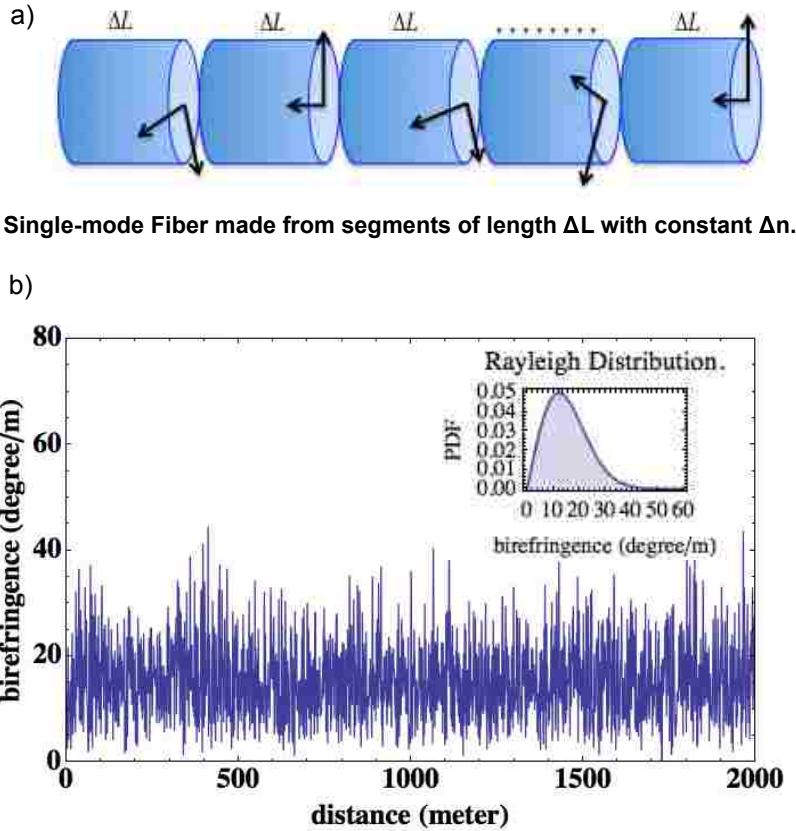 a)
ΔL ΔL ΔL ΔL
Single-mode Fiber made from segments of length ΔL with constant Δn.
b)
80
60
40
20
0
birefringence (degree/m)
Rayleigh Distribution.
0.05
0.04
0.03
0.02
0.01
0.00
PDF
0 10 20 30 40 50 60
birefringence (degree/m)
0 500 1000 1500 2000
distance (meter)